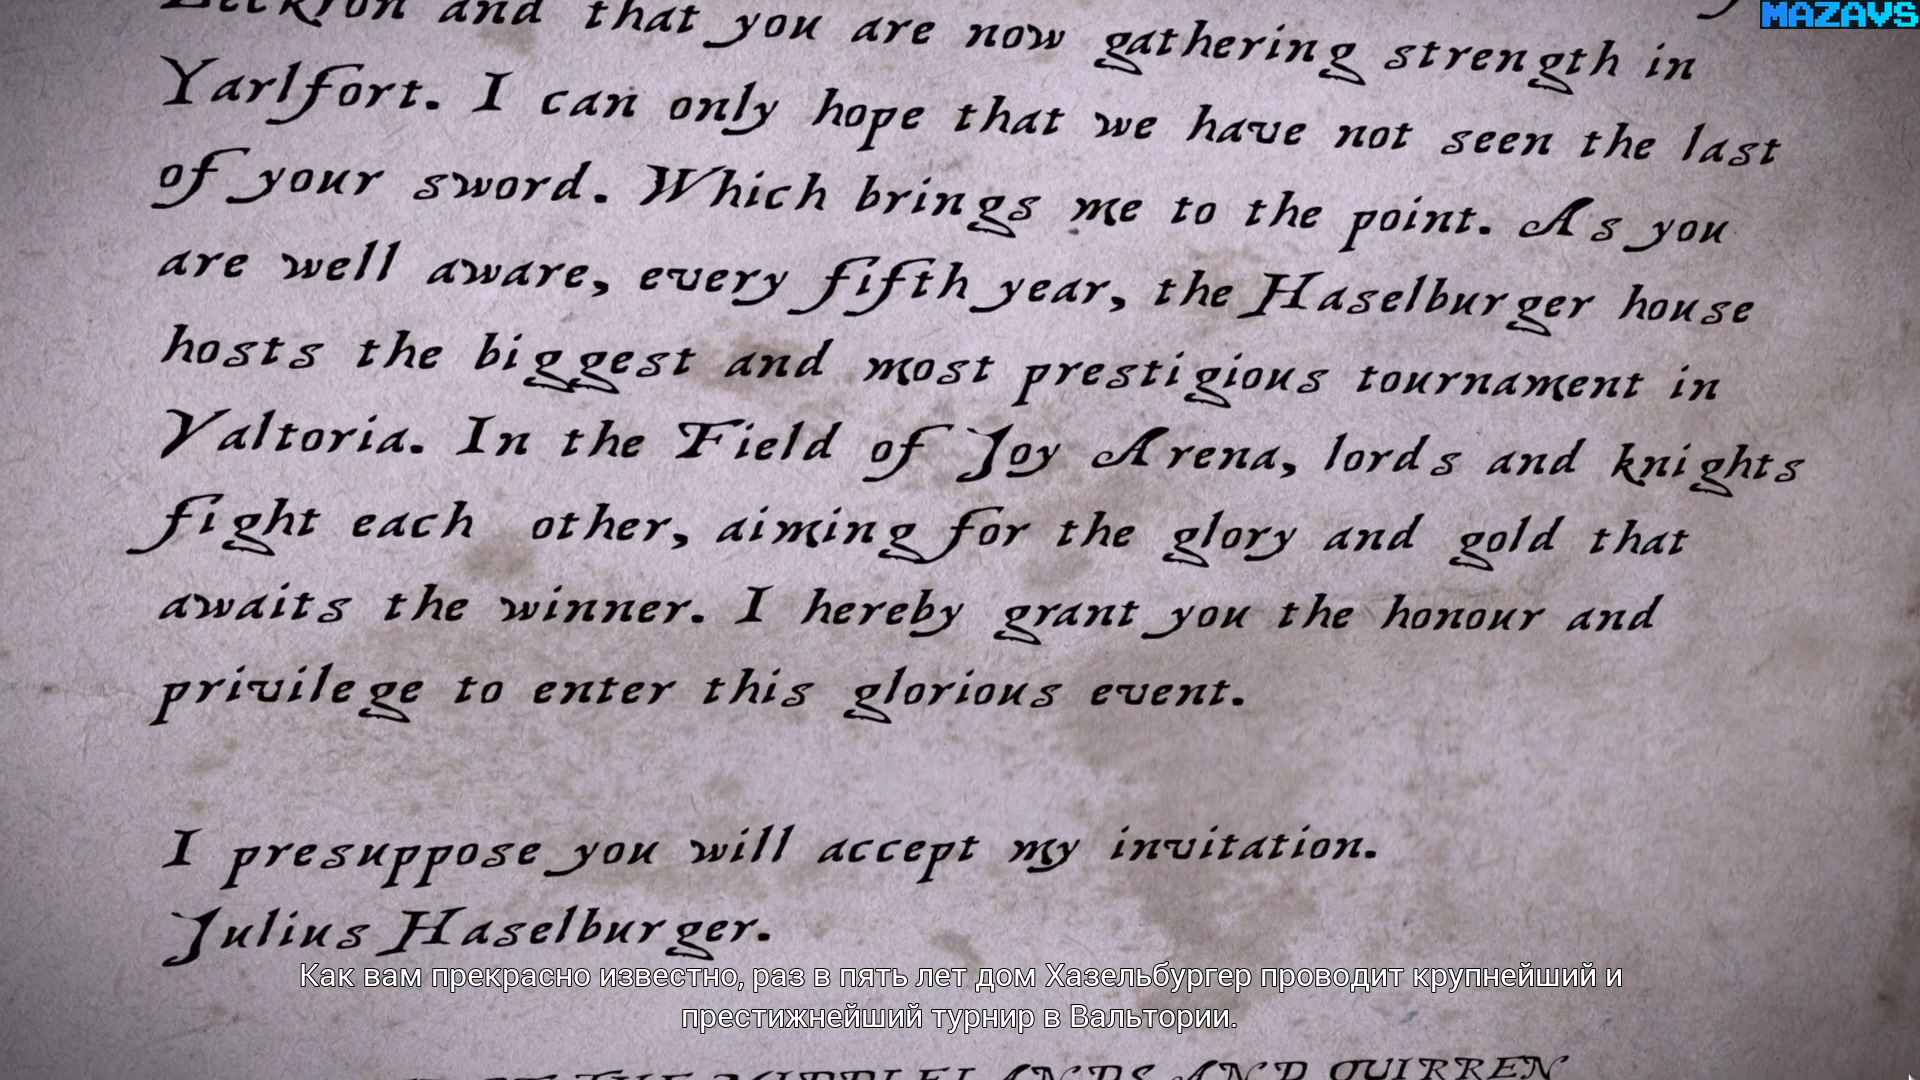 MAZAVS
and that you are now gathering strength in
Yarlfort. I can only hope that we have not seen the last
of your sword. Which brings me to the point. As you
are well aware, every fifth year, the Haselburger house
hosts the biggest and most prestigious tournament in
Valtoria. In the Field of Joy Arena, lords and knights
fight each other, aiming for the glory and gold that
awaits the winner. I hereby grant you the honour and
privilege to enter this glorious event.
I presuppose you will accept my invitation.
Julius Haselburger.
Как вам прекрасно известно, раз в пять лет дом Хазельбургер проводит крупнейший и
престижнейший турнир в Вальтории.
THE MIDDLELANDS AND QUIRREN